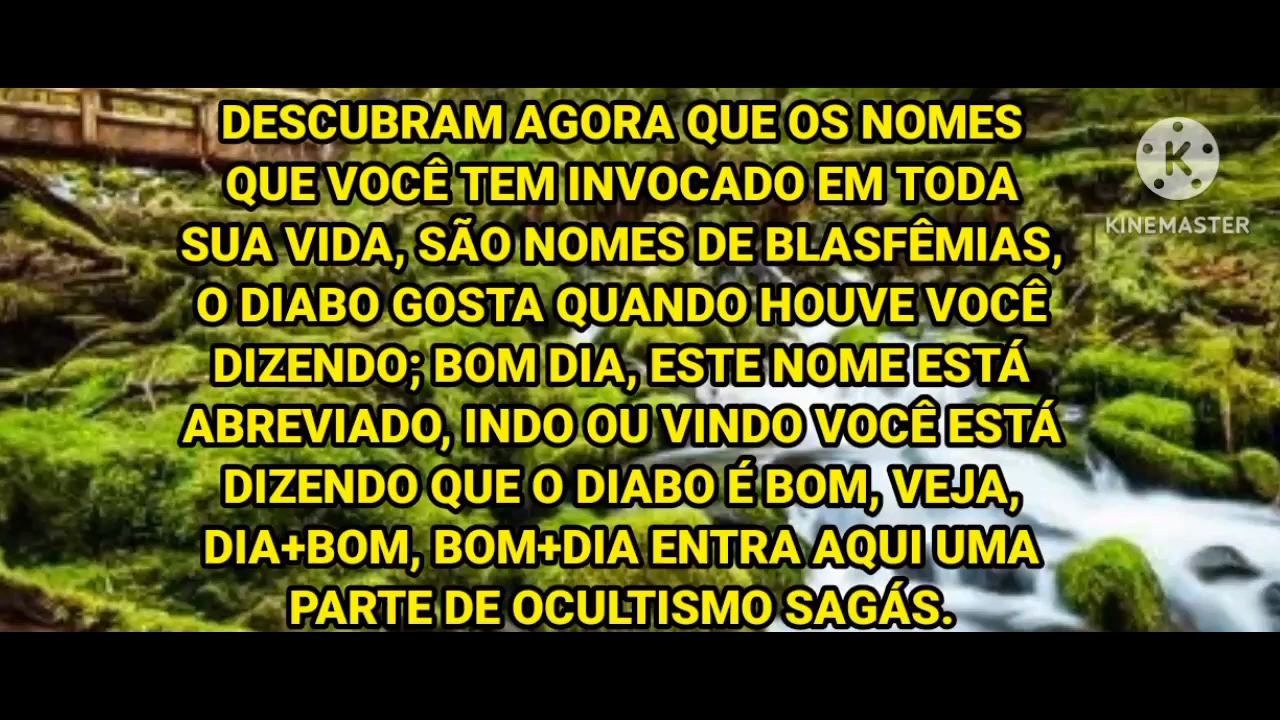 DESCUBRAM AGORA QUE OS NOMES
QUE VOCÊ TEM INVOCADO EM TODA
SUA VIDA, SÃO NOMES DE BLASFÊMIAS,
O DIABO GOSTA QUANDO HOUVE VOCÊ
DIZENDO; BOM DIA, ESTE NOME ESTÁ
ABREVIADO, INDO OU VINDO VOCÊ ESTÁ
DIZENDO QUE O DIABO É BOM, VEJA,
DIA+BOM, BOM+DIA ENTRA AQUI UMA
PARTE DE OCULTISMO SAGÁS.
K
KINEMASTER